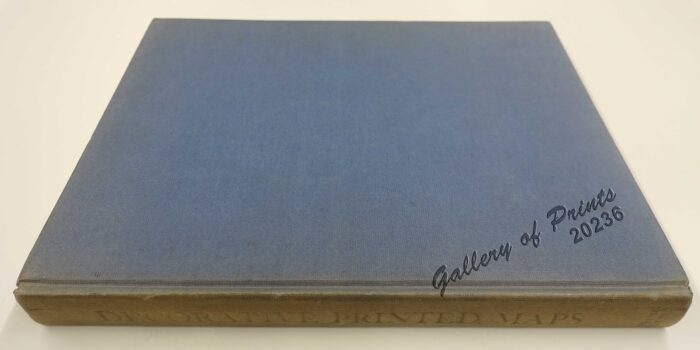 Gallery of Prints
20236
DECORATIVE PRINTED MAPS